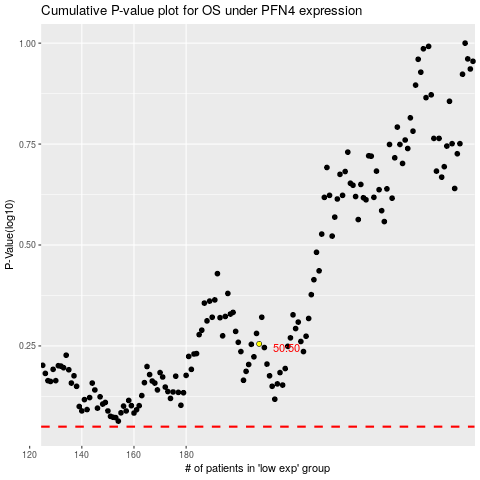 Cumulative P-value plot for OS under PFN4 expression
P-Value(log10)
1.00
0.75
0.50
0.25
50:50
120 140 160 180
# of patients in 'low exp' group